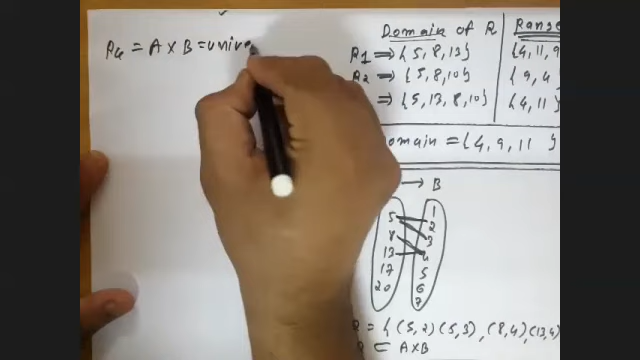 R4 = A × B = unive
Domain of R
Range
R1 ⇒ {5, 8, 13)
{4, 11, 9
R2 ⇒ {5, 8, 10}
{9, 4
⇒ {5, 13, 8, 10}
{4, 11}
omain = {4, 9, 11 }
→ B
5
8
13
17
20
1
2
3
4
5
6
7
R = {(5, 2) (5, 3), (8, 4) (13, 4)
R ⊂ A×B